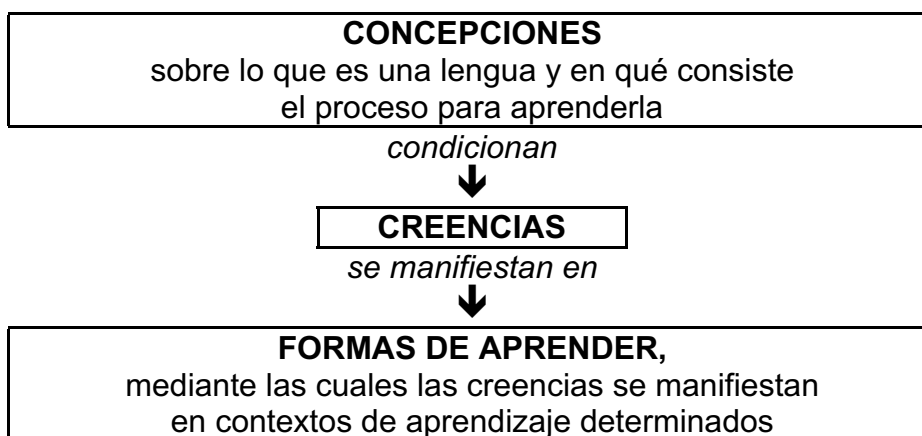 CONCEPCIONES
sobre lo que es una lengua y en qué consiste
el proceso para aprenderla
condicionan
CREENCIAS
se manifiestan en
FORMAS DE APRENDER,
mediante las cuales las creencias se manifiestan
en contextos de aprendizaje determinados